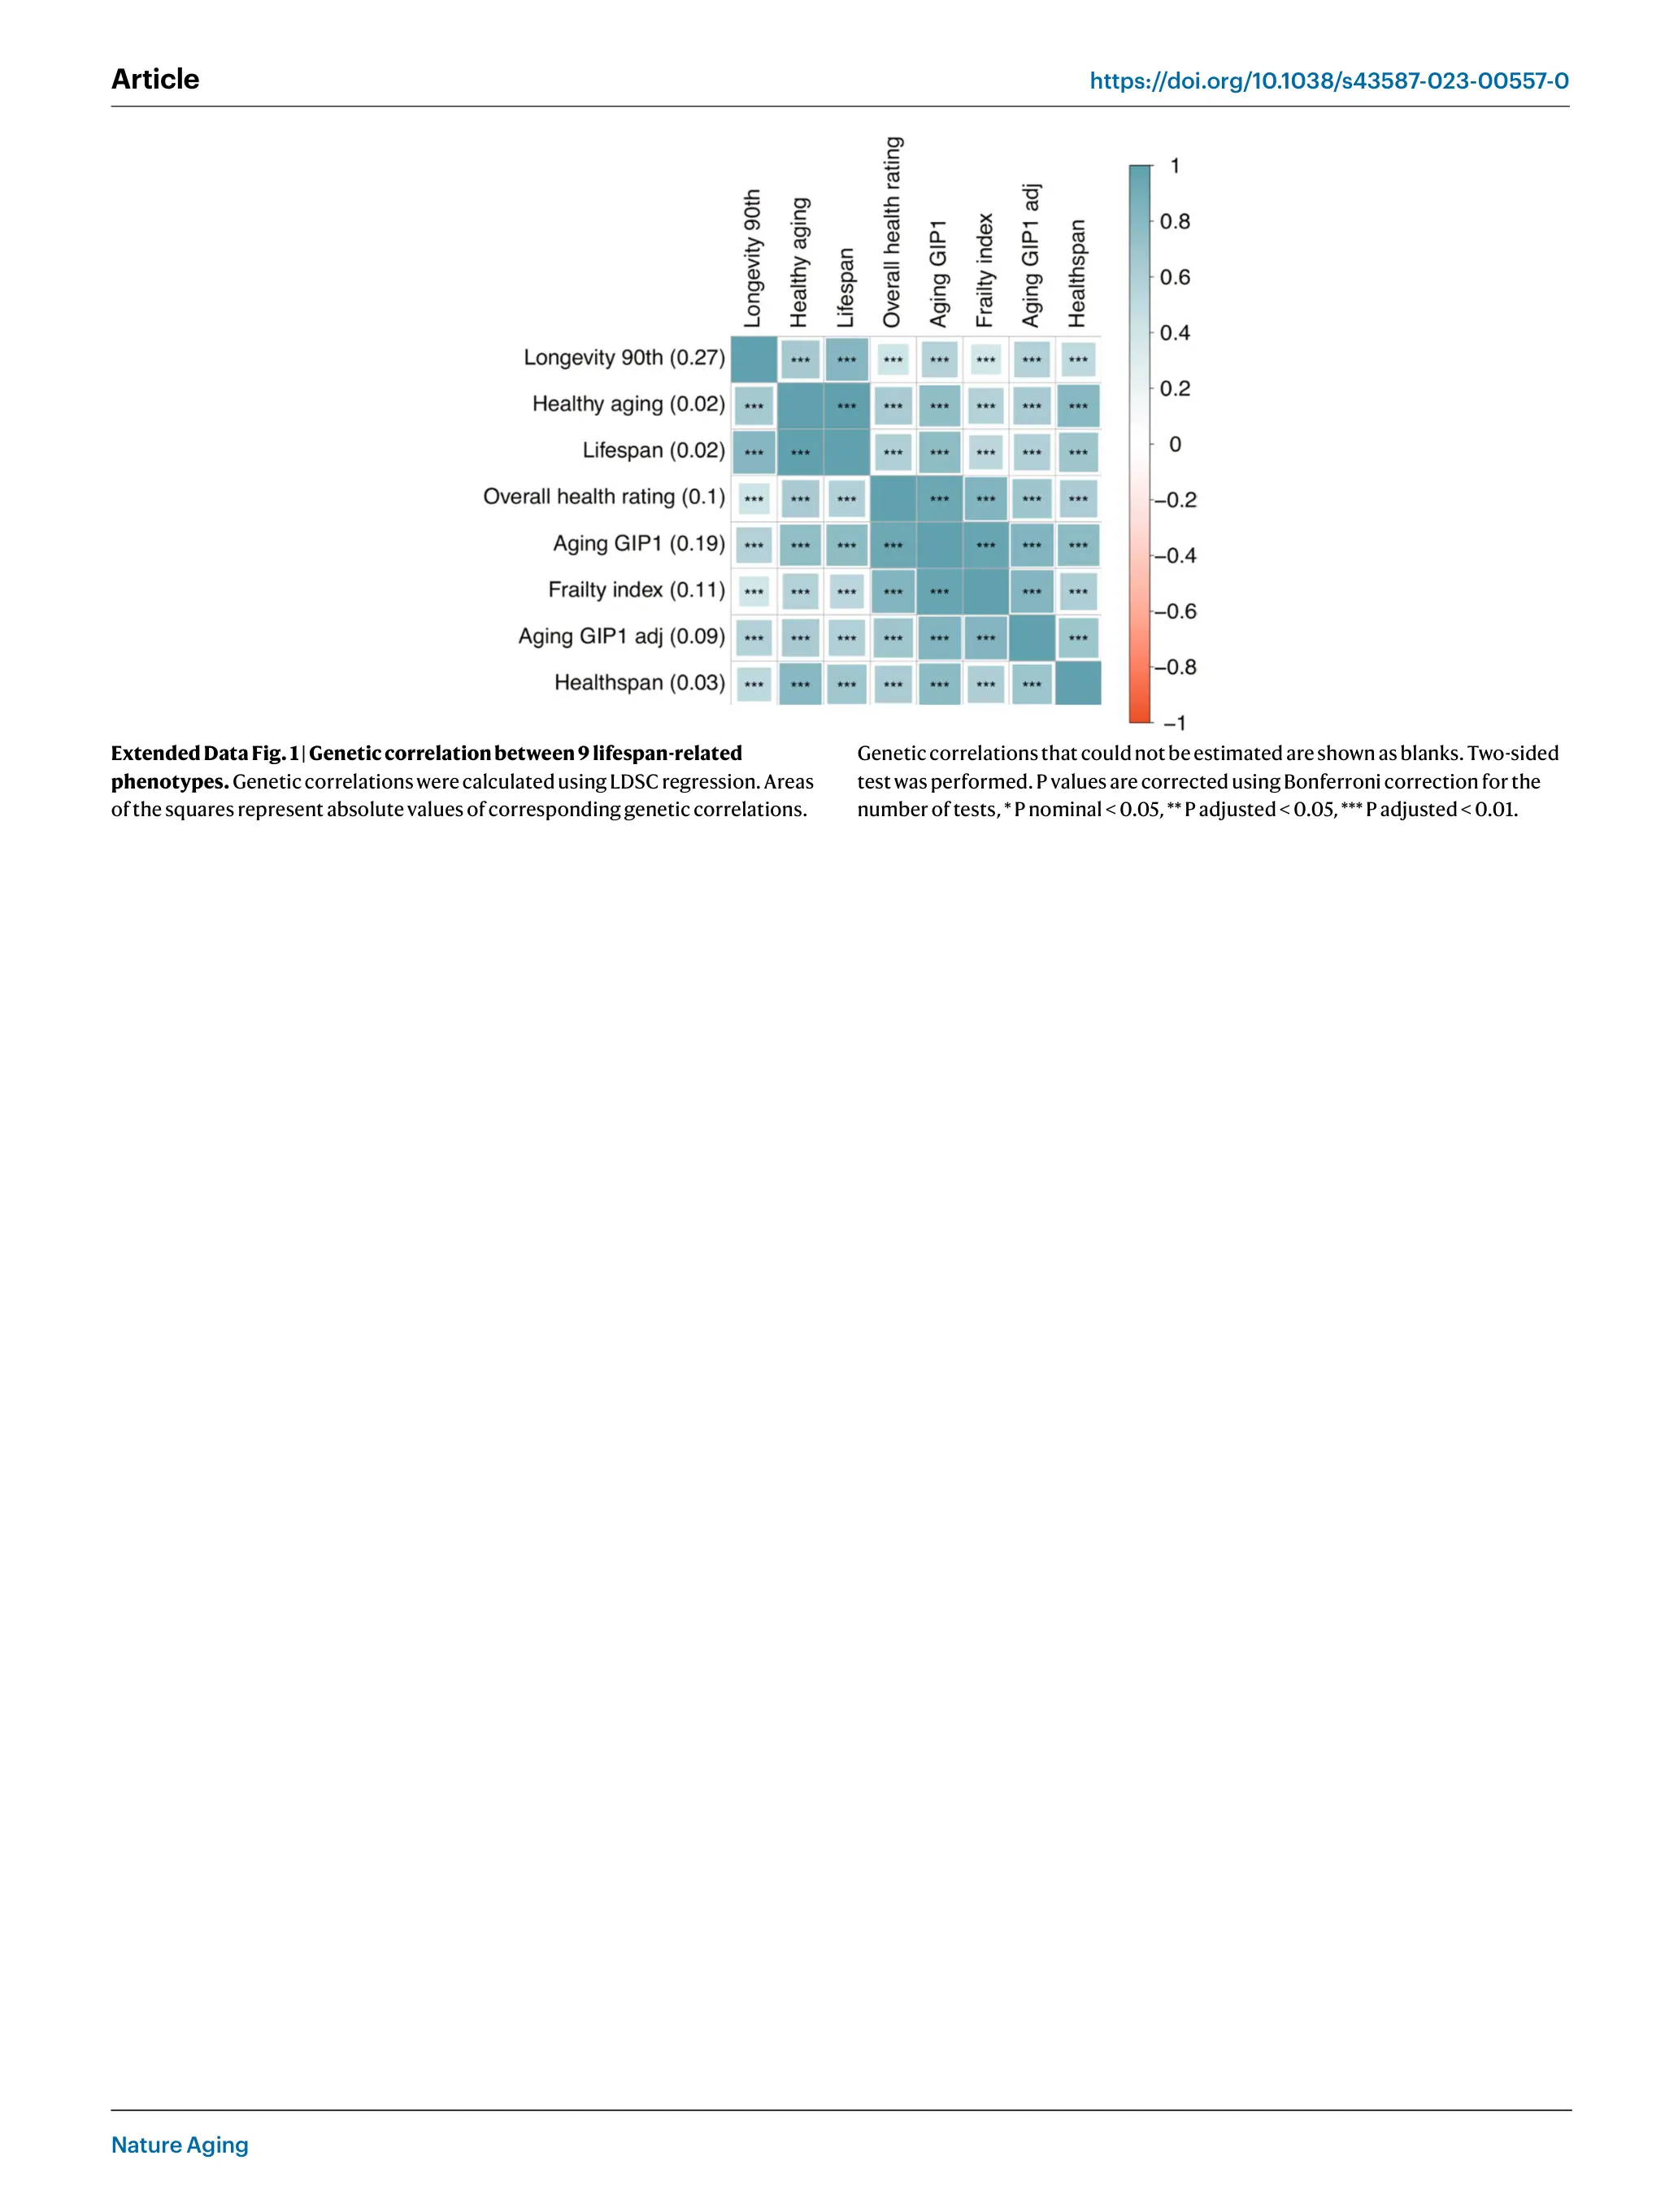 Article
https://doi.org/10.1038/s43587-023-00557-0
Longevity 90th
Healthy aging
Lifespan
Overall health rating
Aging GIP1
Frailty index
Aging GIP1 adj
Healthspan
Longevity 90th (0.27) *** *** *** *** *** *** ***
Healthy aging (0.02) *** *** *** *** *** *** ***
Lifespan (0.02) *** *** *** *** *** *** ***
Overall health rating (0.1) *** *** *** *** *** *** ***
Aging GIP1 (0.19) *** *** *** *** *** *** ***
Frailty index (0.11) *** *** *** *** *** *** ***
Aging GIP1 adj (0.09) *** *** *** *** *** *** ***
Healthspan (0.03) *** *** *** *** *** *** ***
1
0.8
0.6
0.4
0.2
0
−0.2
−0.4
−0.6
−0.8
−1
Extended Data Fig. 1 | Genetic correlation between 9 lifespan-related
phenotypes. Genetic correlations were calculated using LDSC regression. Areas
of the squares represent absolute values of corresponding genetic correlations.
Genetic correlations that could not be estimated are shown as blanks. Two-sided
test was performed. P values are corrected using Bonferroni correction for the
number of tests, * P nominal < 0.05, ** P adjusted < 0.05, *** P adjusted < 0.01.
Nature Aging